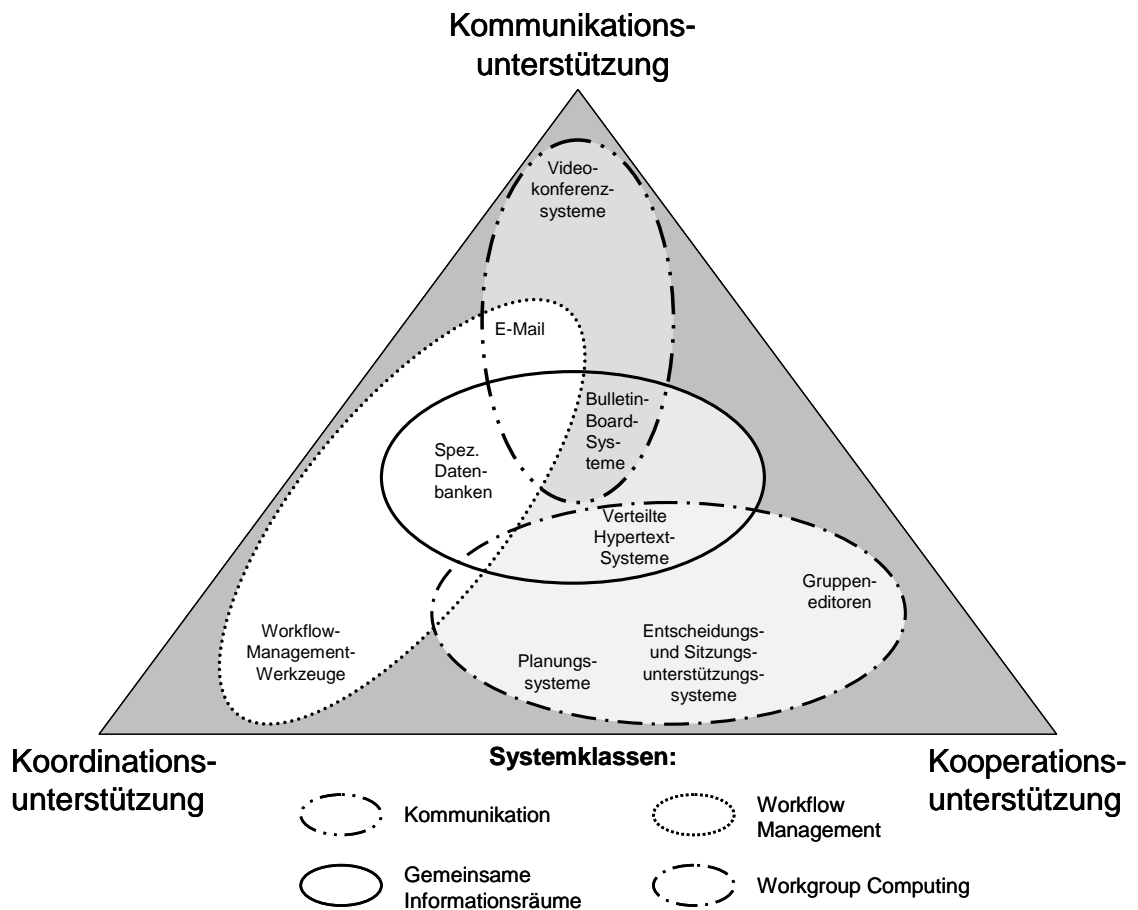 Kommunikations-
unterstützung
Video-
konferenz-
systeme
E-Mail
Bulletin-
Board-
Sys-
teme
Spez.
Daten-
banken
Verteilte
Hypertext-
Systeme
Gruppen-
editoren
Workflow-
Management-
Werkzeuge
Planungs-
systeme
Entscheidungs-
und Sitzungs-
unterstützungs-
systeme
Koordinations-
unterstützung
Kooperations-
unterstützung
Systemklassen:
Kommunikation
Workflow
Management
Gemeinsame
Informationsräume
Workgroup Computing